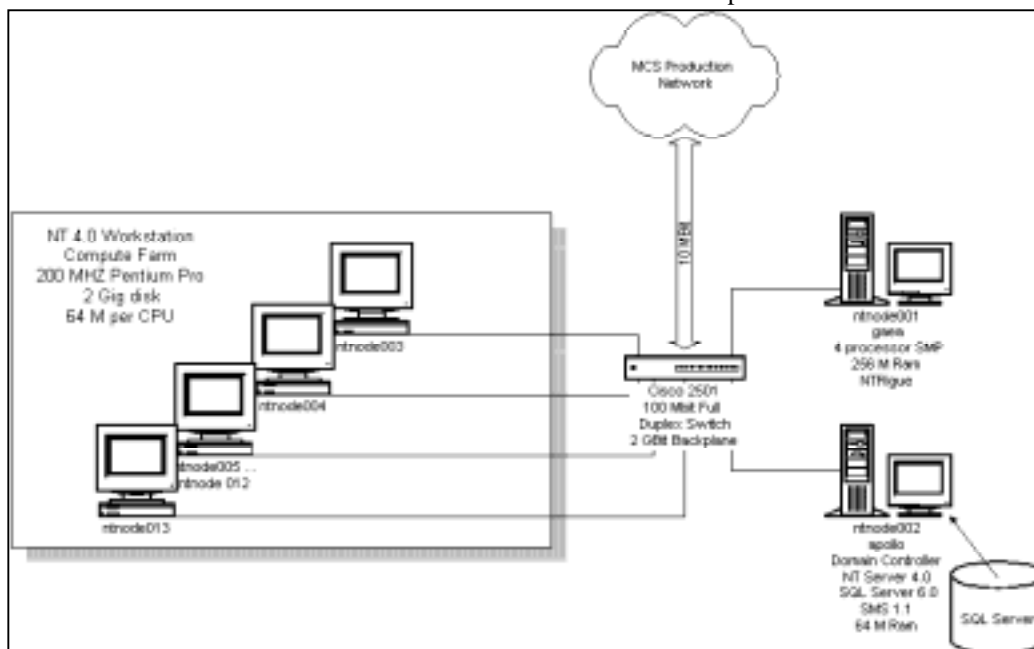 MCS Production
Network
10 MBit
NT 4.0 Workstation
Compute Farm
200 MHZ Pentium Pro
2 Gig disk
64 M per CPU
ntnode003
ntnode004
ntnode005 ...
ntnode 012
ntnode013
Cisco 2501
100 Mbit Full
Duplex Switch
2 GBit Backplane
ntnode001
4 processor SMP
256 M Ram
NTRigue
ntnode002
apollo
Domain Controller
NT Server 4.0
SQL Server 6.0
SMS 1.1
64 M Ram
SQL Server